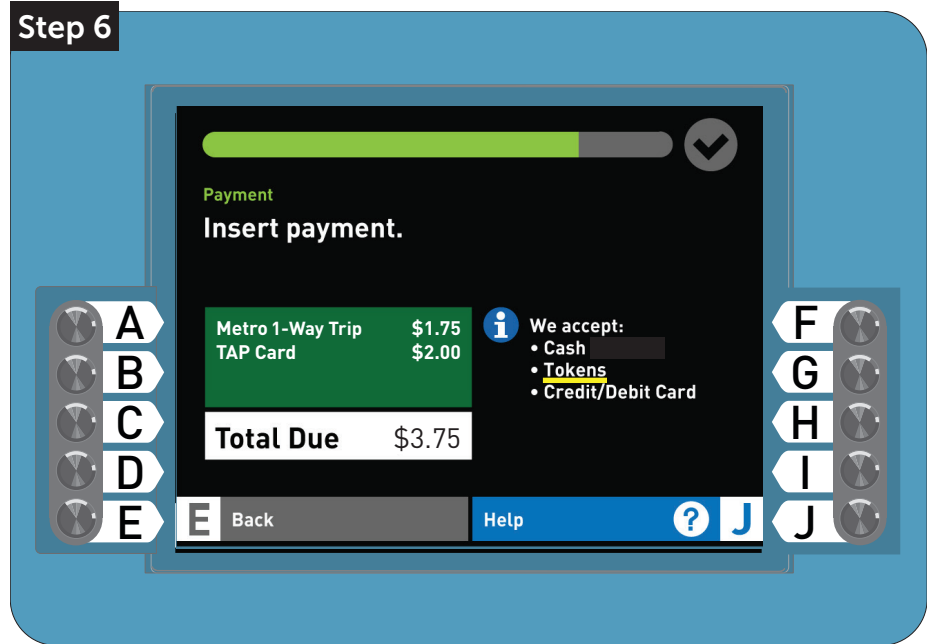 Step 6
Payment
Insert payment.
Metro 1-Way Trip $1.75
TAP Card $2.00
Total Due $3.75
i We accept:
• Cash
• Tokens
• Credit/Debit Card
A
B
C
D
E
F
G
H
I
J
E Back
Help ? J